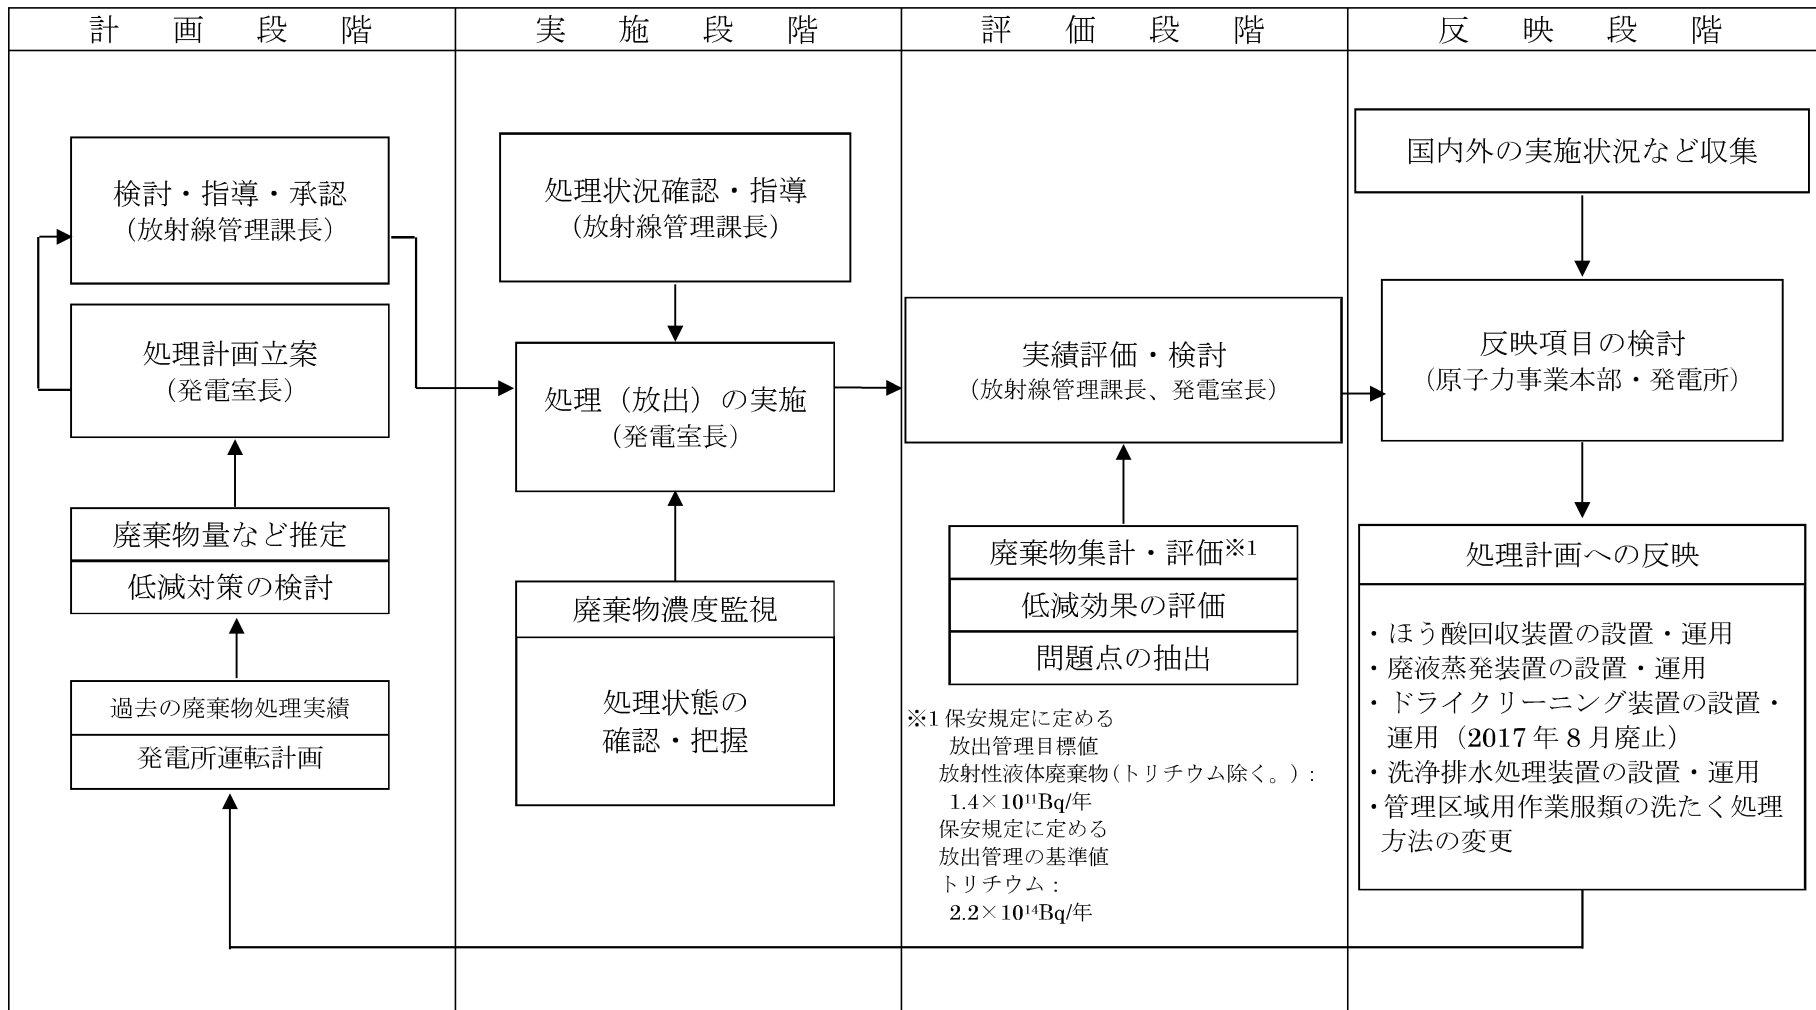 計画段階
検討・指導・承認
(放射線管理課長)
処理計画立案
(発電室長)
廃棄物量など推定
低減対策の検討
過去の廃棄物処理実績
発電所運転計画
実施段階
処理状況確認・指導
(放射線管理課長)
処理（放出）の実施
(発電室長)
廃棄物濃度監視
処理状態の
確認・把握
評価段階
実績評価・検討
(放射線管理課長、発電室長)
廃棄物集計・評価※1
低減効果の評価
問題点の抽出
※1 保安規定に定める
放出管理目標値
放射性液体廃棄物(トリチウム除く。)：
1.4×10¹¹Bq/年
保安規定に定める
放出管理の基準値
トリチウム：
2.2×10¹⁴Bq/年
反映段階
国内外の実施状況など収集
反映項目の検討
(原子力事業本部・発電所)
処理計画への反映
・ほう酸回収装置の設置・運用
・廃液蒸発装置の設置・運用
・ドライクリーニング装置の設置・
運用（2017年8月廃止）
・洗浄排水処理装置の設置・運用
・管理区域用作業服類の洗たく処理
方法の変更